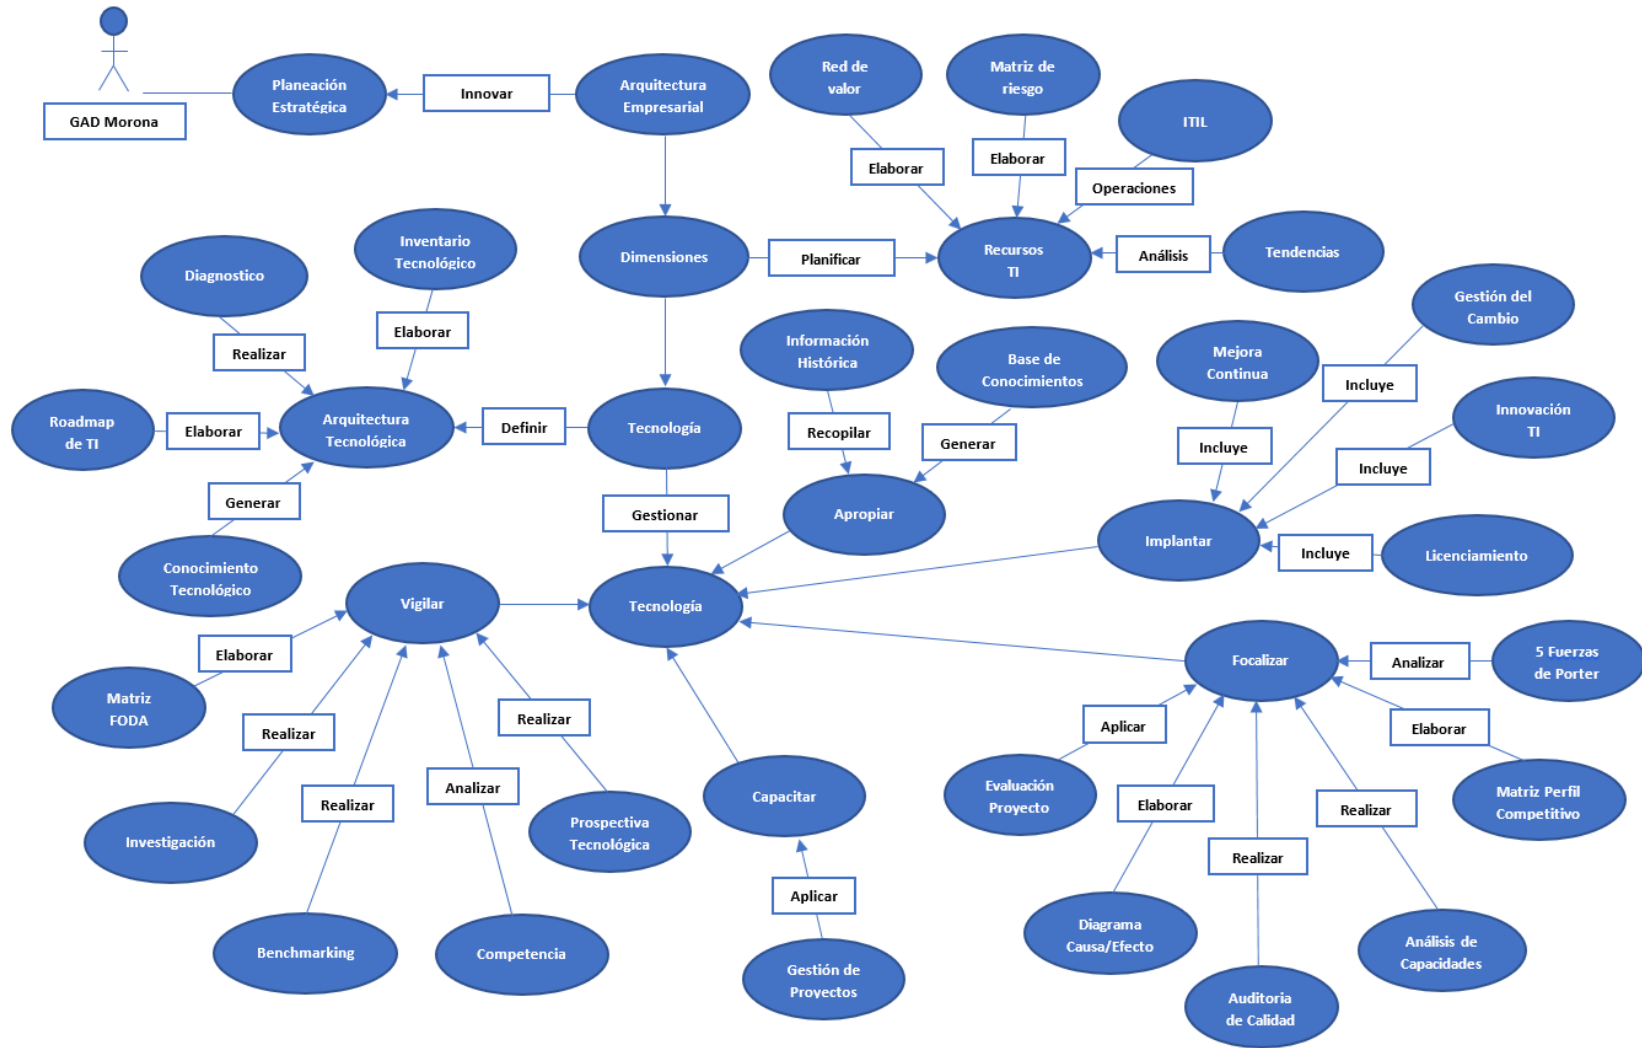 GAD Morona
Planeación
Estratégica
Innovar
Arquitectura
Empresarial
Red de
valor
Matriz de
riesgo
ITIL
Elaborar
Elaborar
Operaciones
Dimensiones
Planificar
Recursos
TI
Análisis
Tendencias
Diagnostico
Inventario
Tecnológico
Realizar
Elaborar
Roadmap
de TI
Elaborar
Arquitectura
Tecnológica
Definir
Tecnología
Generar
Conocimiento
Tecnológico
Gestionar
Información
Histórica
Base de
Conocimientos
Recopilar
Generar
Apropiar
Mejora
Continua
Gestión del
Cambio
Incluye
Innovación
TI
Incluye
Incluye
Implantar
Incluye
Licenciamiento
Vigilar
Tecnología
Elaborar
Matriz
FODA
Realizar
Investigación
Realizar
Benchmarking
Analizar
Competencia
Realizar
Prospectiva
Tecnológica
Capacitar
Aplicar
Gestión de
Proyectos
Focalizar
Analizar
5 Fuerzas
de Porter
Aplicar
Evaluación
Proyecto
Elaborar
Diagrama
Causa/Efecto
Realizar
Auditoria
de Calidad
Realizar
Análisis de
Capacidades
Elaborar
Matriz Perfil
Competitivo